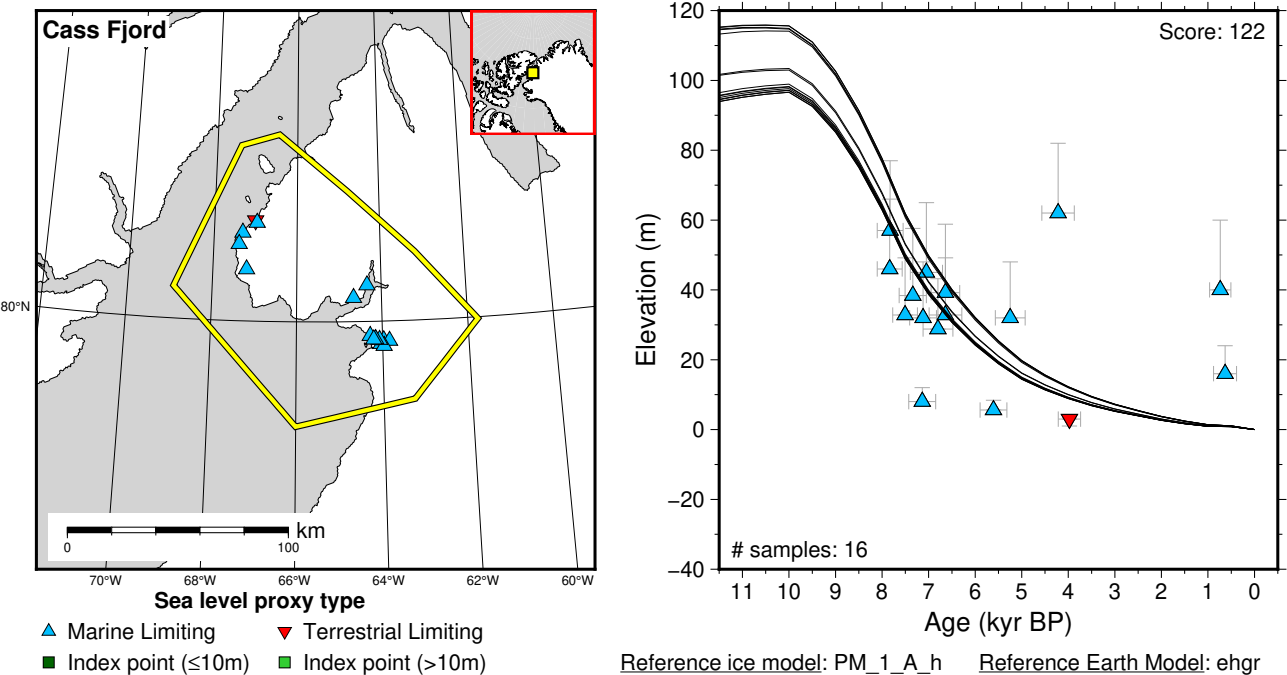 Cass Fjord
80°N
km
0
100
70°W
68°W
66°W
64°W
62°W
60°W
Sea level proxy type
Marine Limiting
Terrestrial Limiting
Index point (≤10m)
Index point (>10m)
120
100
80
60
40
20
0
−20
−40
Elevation (m)
Score: 122
# samples: 16
11
10
9
8
7
6
5
4
3
2
1
0
Age (kyr BP)
Reference ice model: PM_1_A_h
Reference Earth Model: ehgr